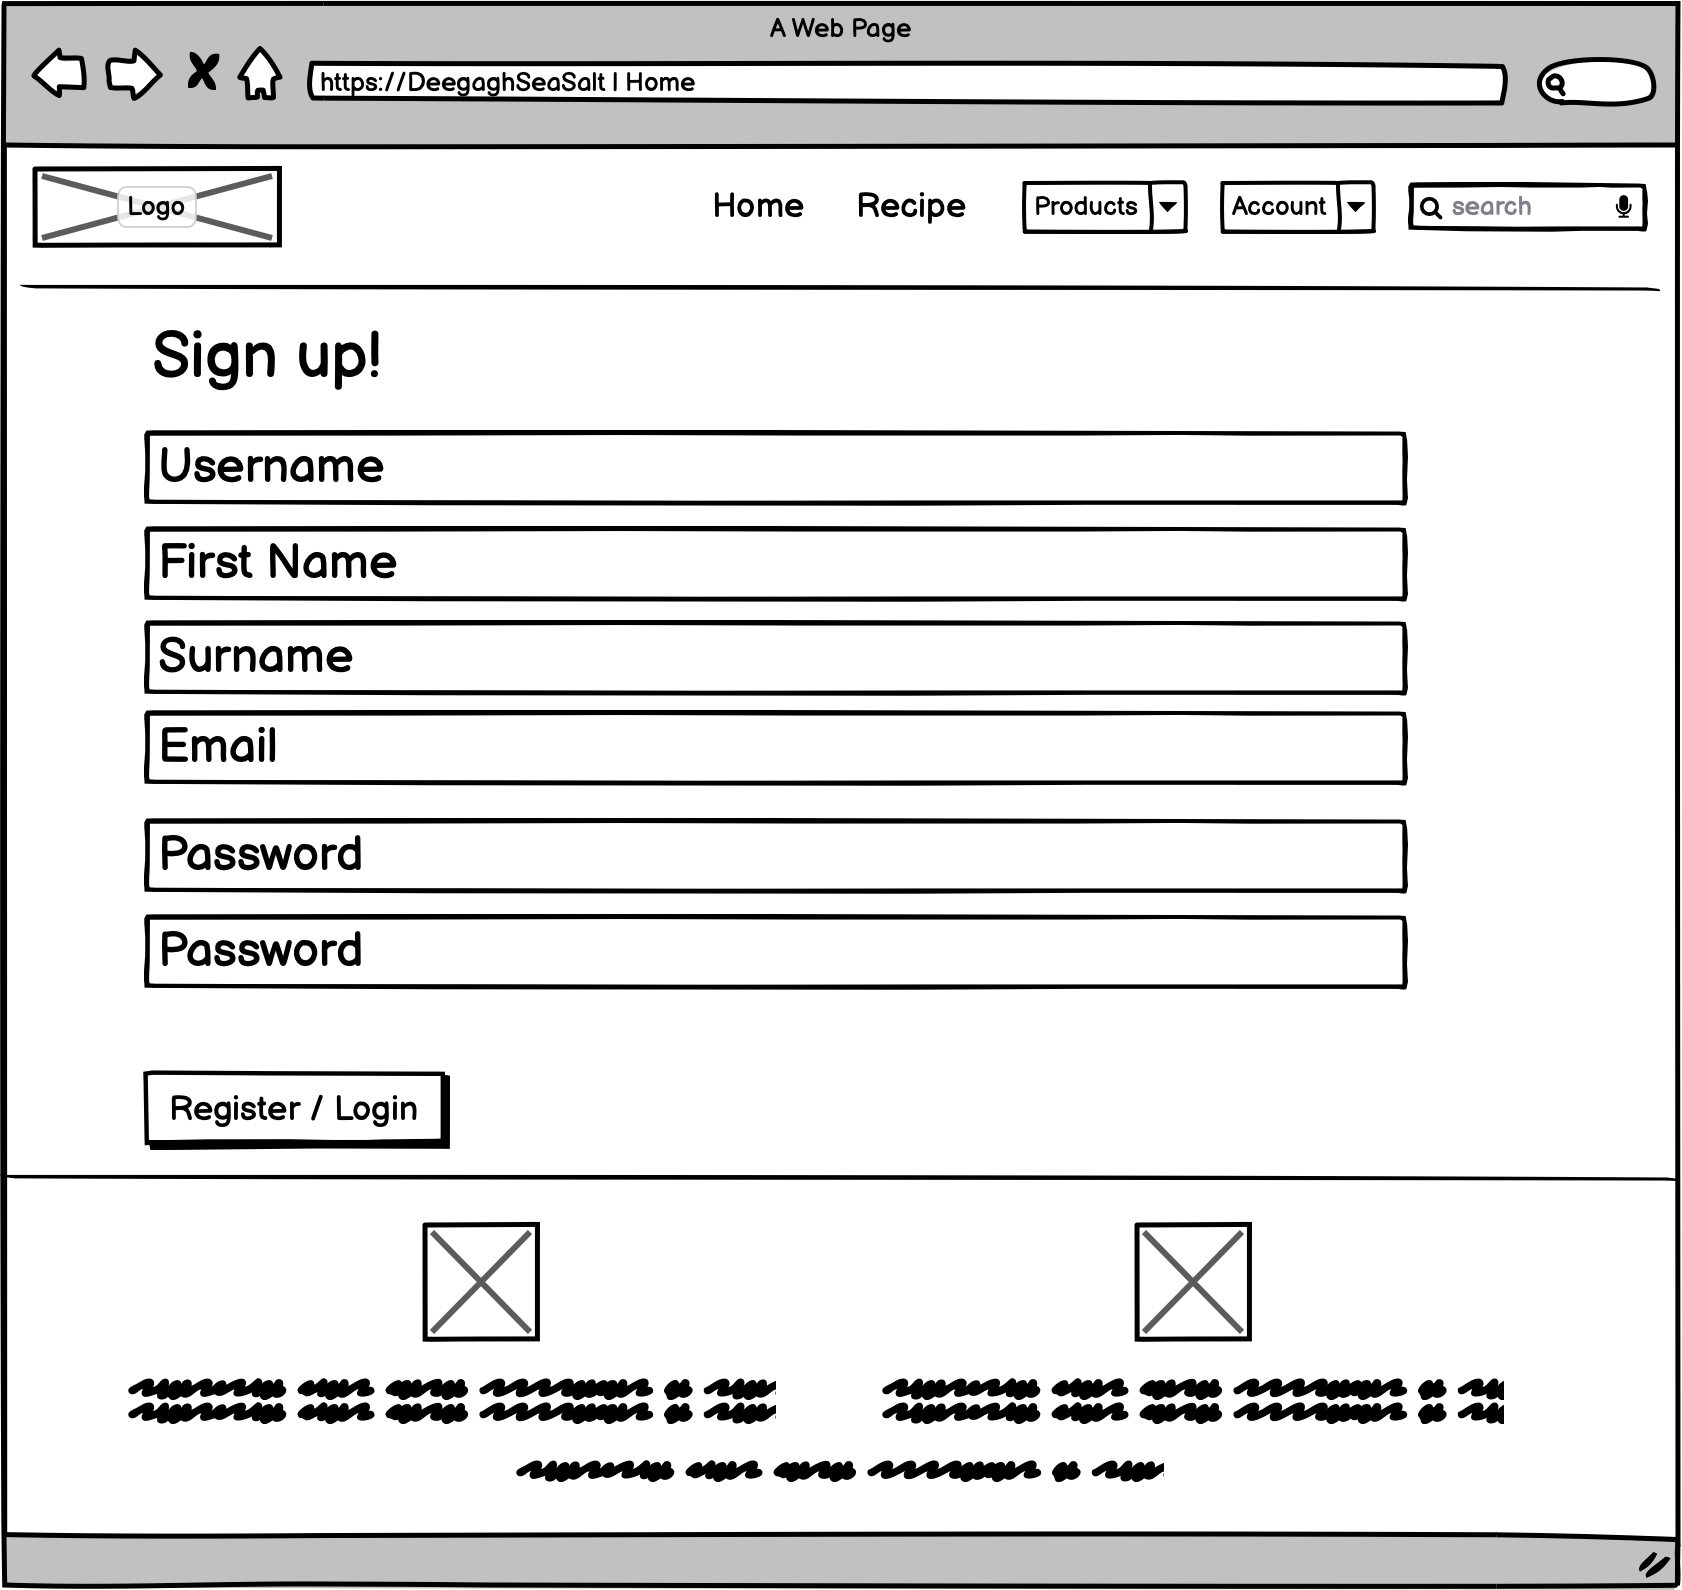 A Web Page
https://DeegaghSeaSalt | Home
Logo
Home Recipe Products Account search
Sign up!
Username
First Name
Surname
Email
Password
Password
Register / Login